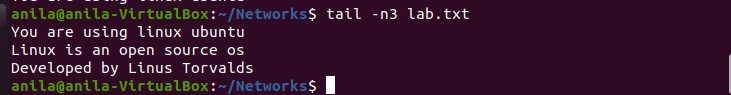 anila@anila-VirtualBox:~/Networks$ tail -n3 lab.txt
You are using linux ubuntu
Linux is an open source os
Developed by Linus Torvalds
anila@anila-VirtualBox:~/Networks$